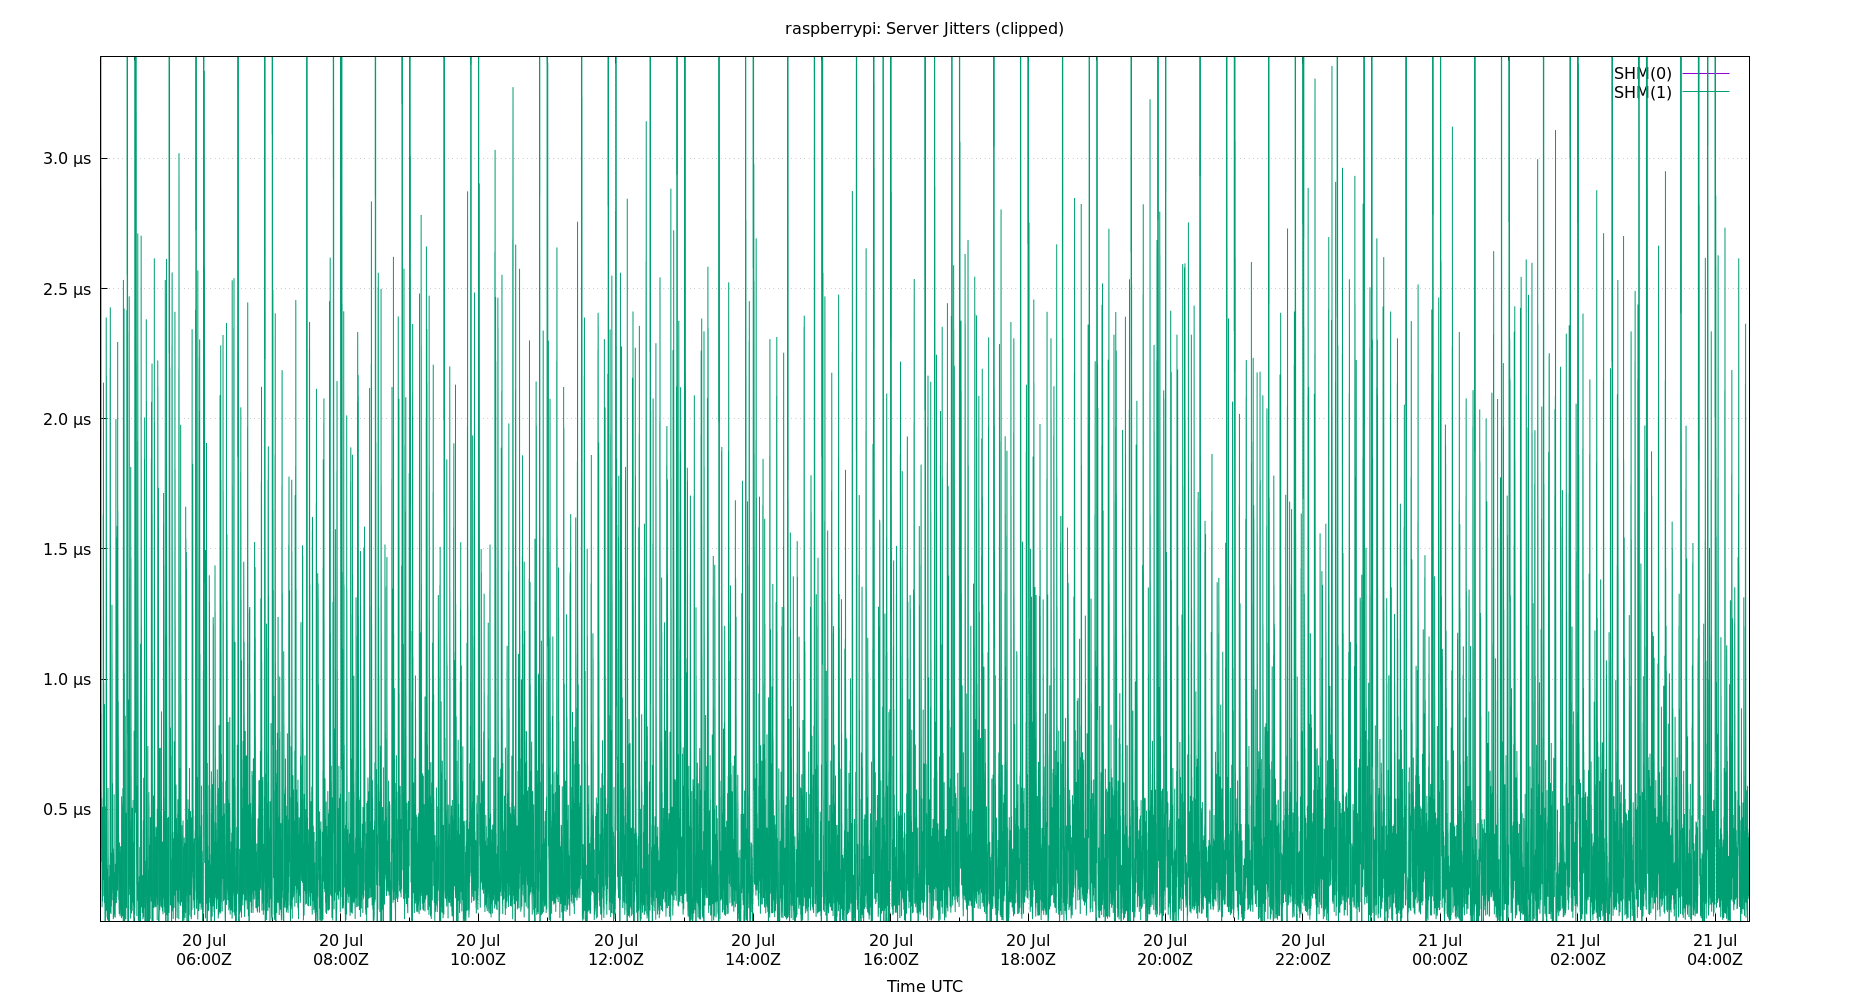 raspberrypi: Server Jitters (clipped)
SHM(0)
SHM(1)
3.0 µs
2.5 µs
2.0 µs
1.5 µs
1.0 µs
0.5 µs
20 Jul 20 Jul 20 Jul 20 Jul 20 Jul 20 Jul 20 Jul 20 Jul 20 Jul 21 Jul 21 Jul 21 Jul
06:00Z 08:00Z 10:00Z 12:00Z 14:00Z 16:00Z 18:00Z 20:00Z 22:00Z 00:00Z 02:00Z 04:00Z
Time UTC